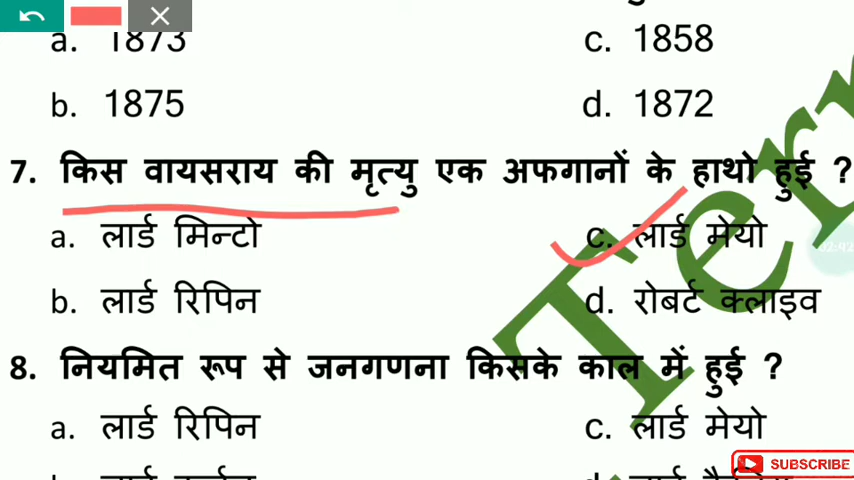 a. 1873
c. 1858
b. 1875
d. 1872
7. किस वायसराय की मृत्यु एक अफगानों के हाथो हुई ?
a. लार्ड मिन्टो
c. लार्ड मेयो
b. लार्ड रिपिन
d. रोबर्ट क्लाइव
8. नियमित रूप से जनगणना किसके काल में हुई ?
a. लार्ड रिपिन
c. लार्ड मेयो
SUBSCRIBE